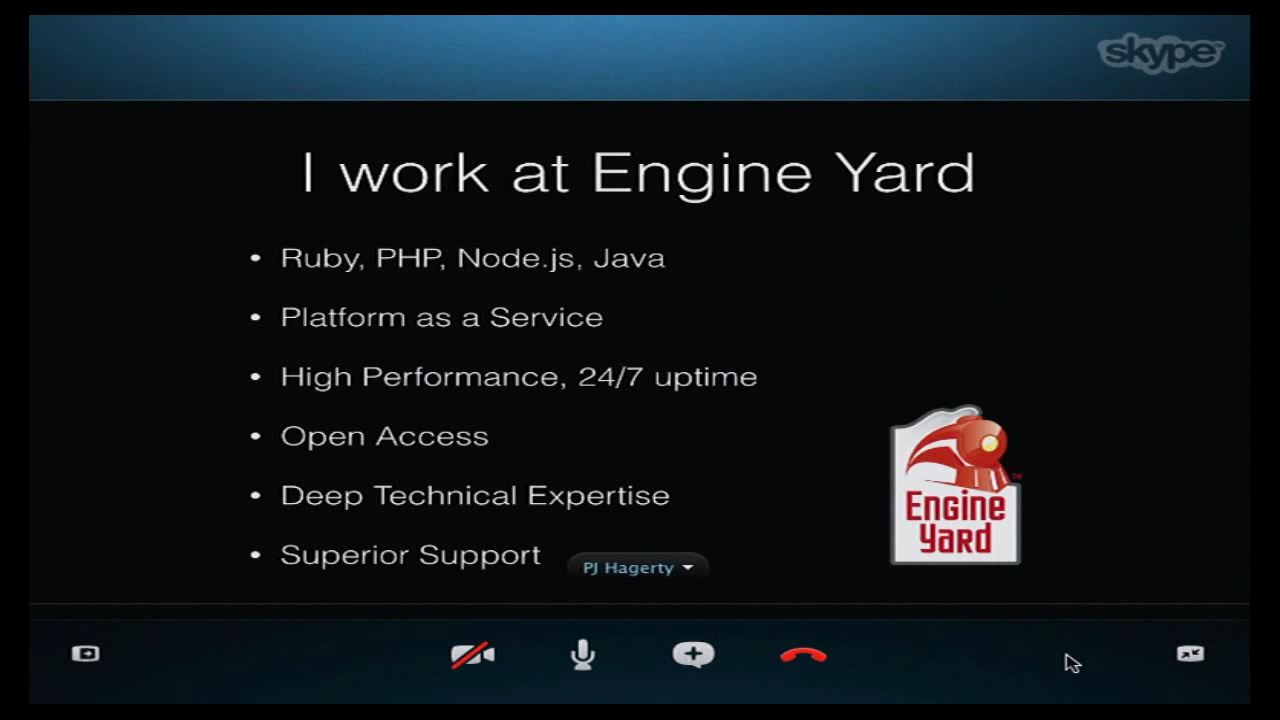 skype
I work at Engine Yard
• Ruby, PHP, Node.js, Java
• Platform as a Service
• High Performance, 24/7 uptime
• Open Access
• Deep Technical Expertise
• Superior Support
PJ Hagerty
Engine
Yard